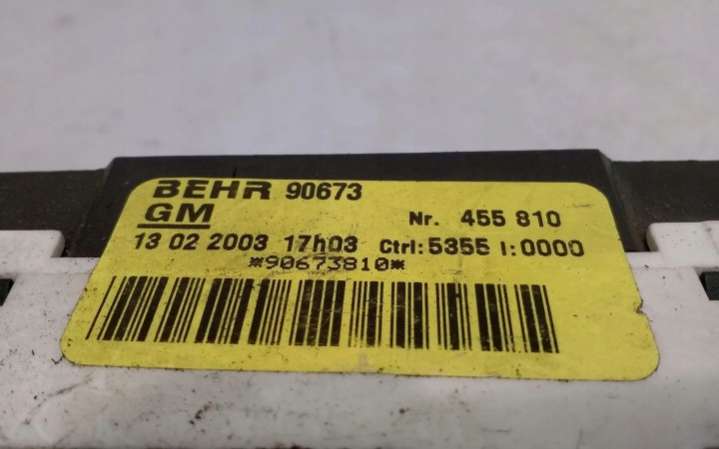 BEHR 90673
GM Nr. 455 810
13 02 2003 17h03 Ctrl:5355 I:0000
*90673810*